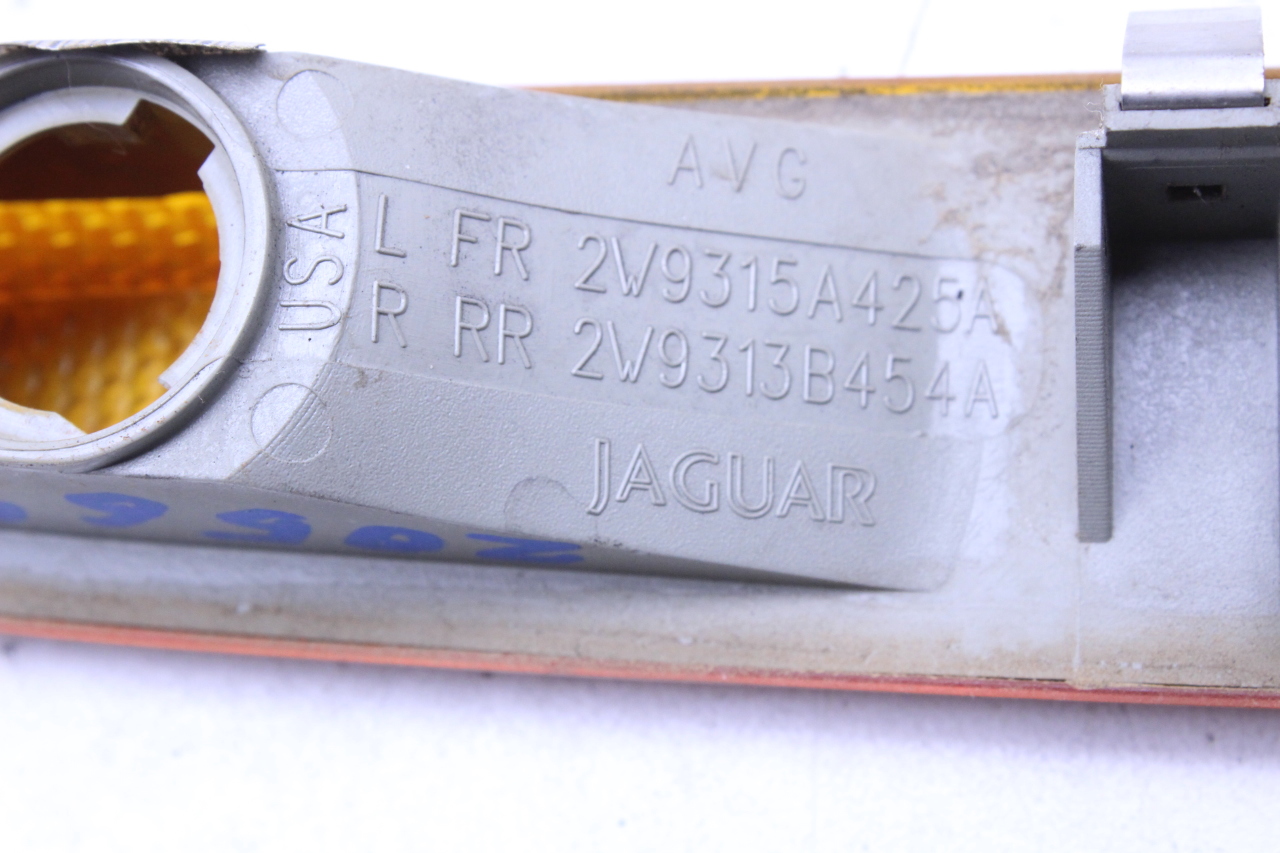 AVG
USA
L FR 2W9315A425A
R RR 2W9313B454A
JAGUAR